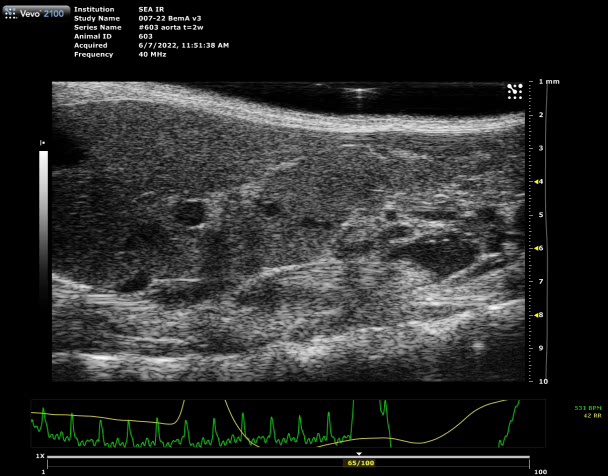 Vevo 2100
Institution SEA IR
Study Name 007-22 BemA v3
Series Name #603 aorta t=2w
Animal ID 603
Acquired 6/7/2022, 11:51:38 AM
Frequency 40 MHz
1 mm
2
3
4
5
6
7
8
9
10
533 BPM
62 RR
1X
65/100
1
100